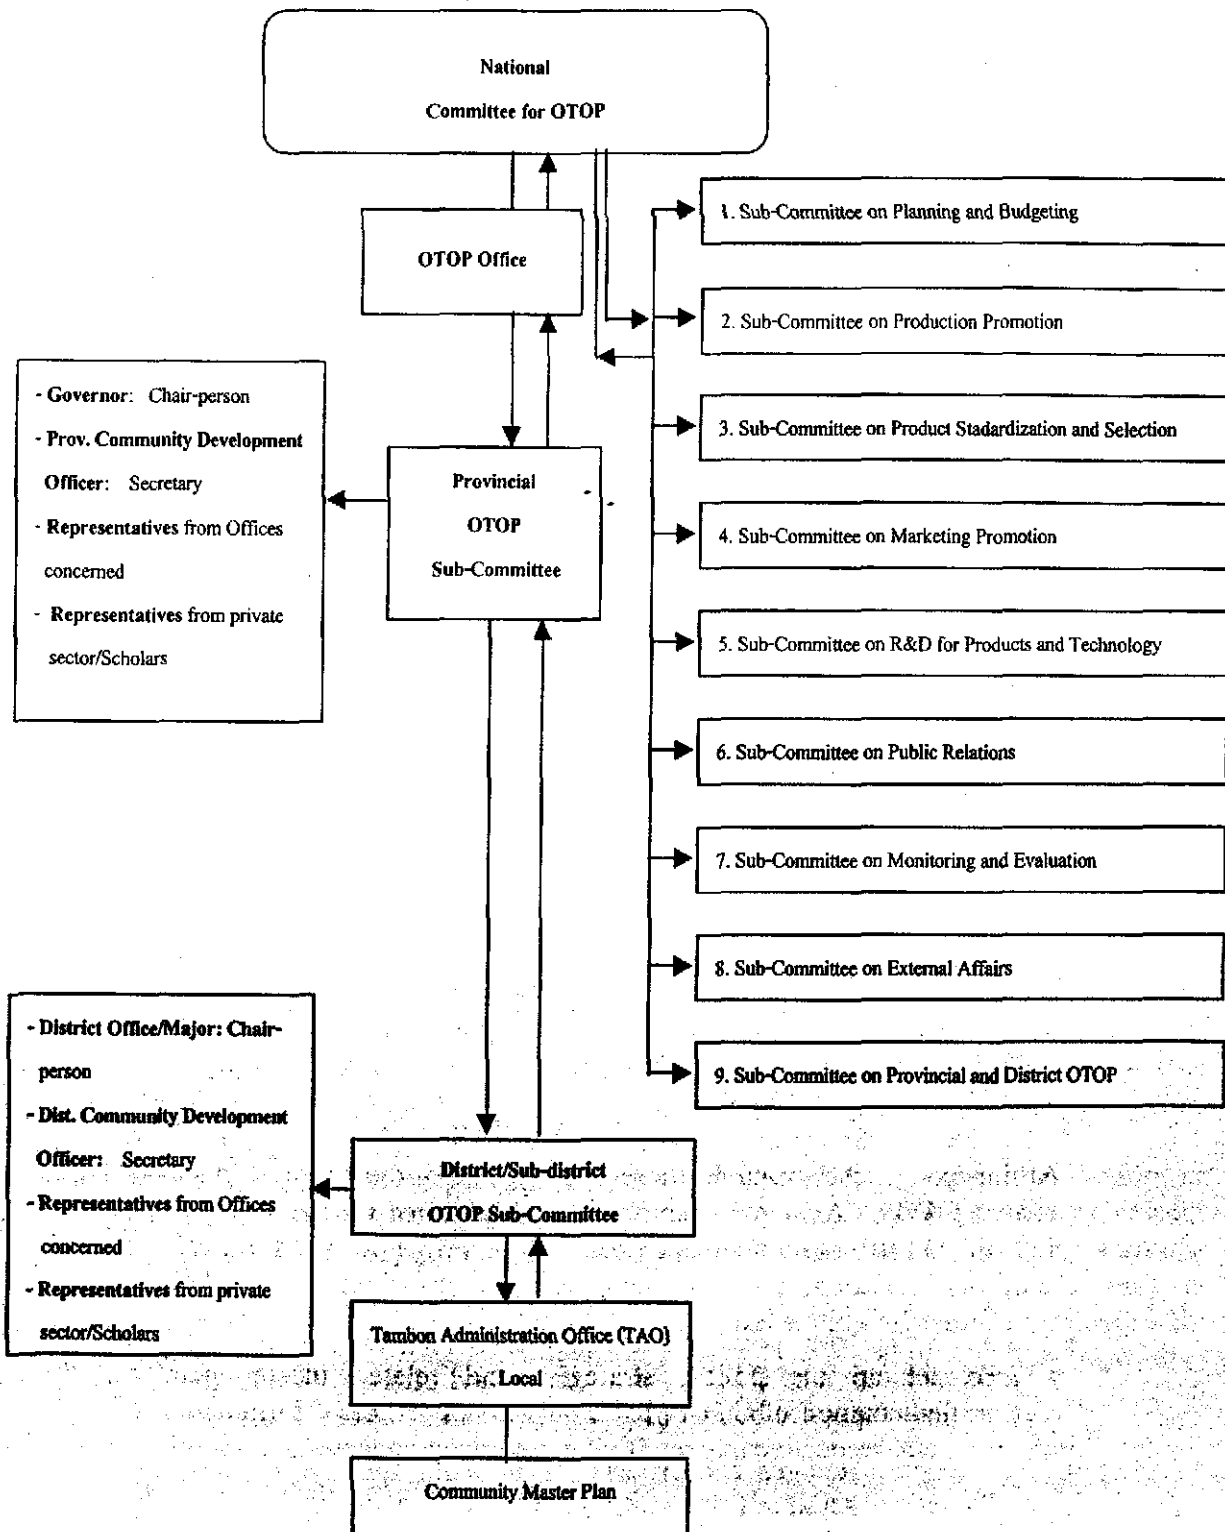 National
Committee for OTOP
OTOP Office
1. Sub-Committee on Planning and Budgeting
2. Sub-Committee on Production Promotion
3. Sub-Committee on Product Stadardization and Selection
4. Sub-Committee on Marketing Promotion
5. Sub-Committee on R&D for Products and Technology
6. Sub-Committee on Public Relations
7. Sub-Committee on Monitoring and Evaluation
8. Sub-Committee on External Affairs
9. Sub-Committee on Provincial and District OTOP
- Governor: Chair-person
- Prov. Community Development
Officer: Secretary
- Representatives from Offices
concerned
- Representatives from private
sector/Scholars
Provincial
OTOP
Sub-Committee
- District Office/Major: Chair-
person
- Dist. Community Development
Officer: Secretary
- Representatives from Offices
concerned
- Representatives from private
sector/Scholars
District/Sub-district
OTOP Sub-Committee
Tambon Administration Office (TAO)
Local
Community Master Plan